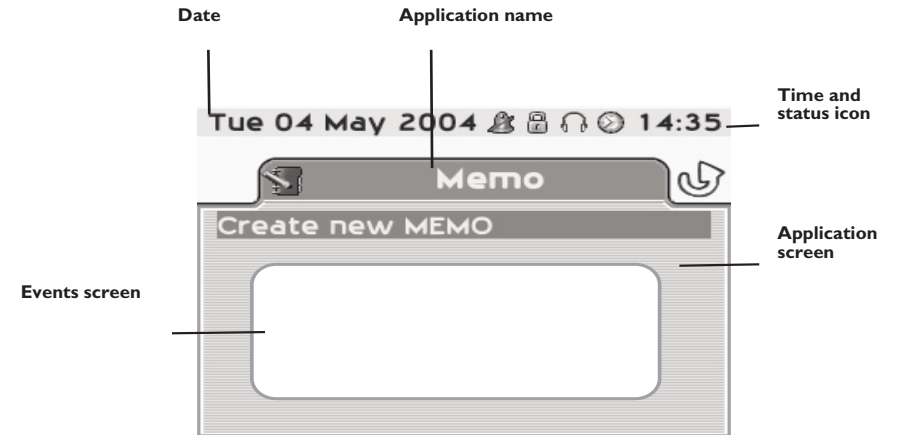 Date
Application name
Time and
status icon
Tue 04 May 2004 14:35
Memo
Create new MEMO
Application
screen
Events screen